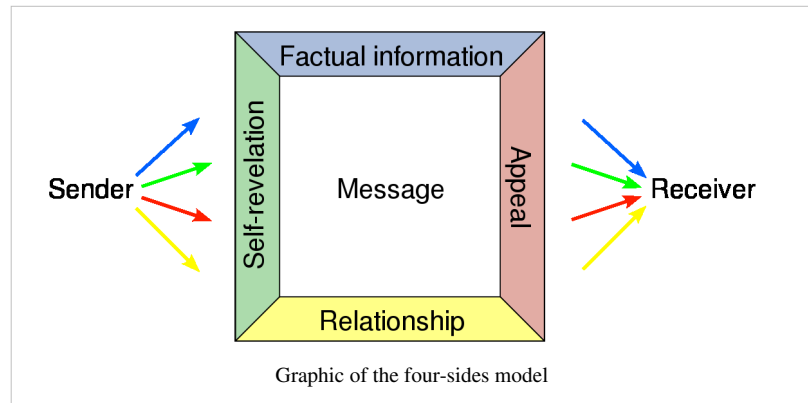 Factual information
Self-revelation
Sender
Message
Appeal
Receiver
Relationship
Graphic of the four-sides model